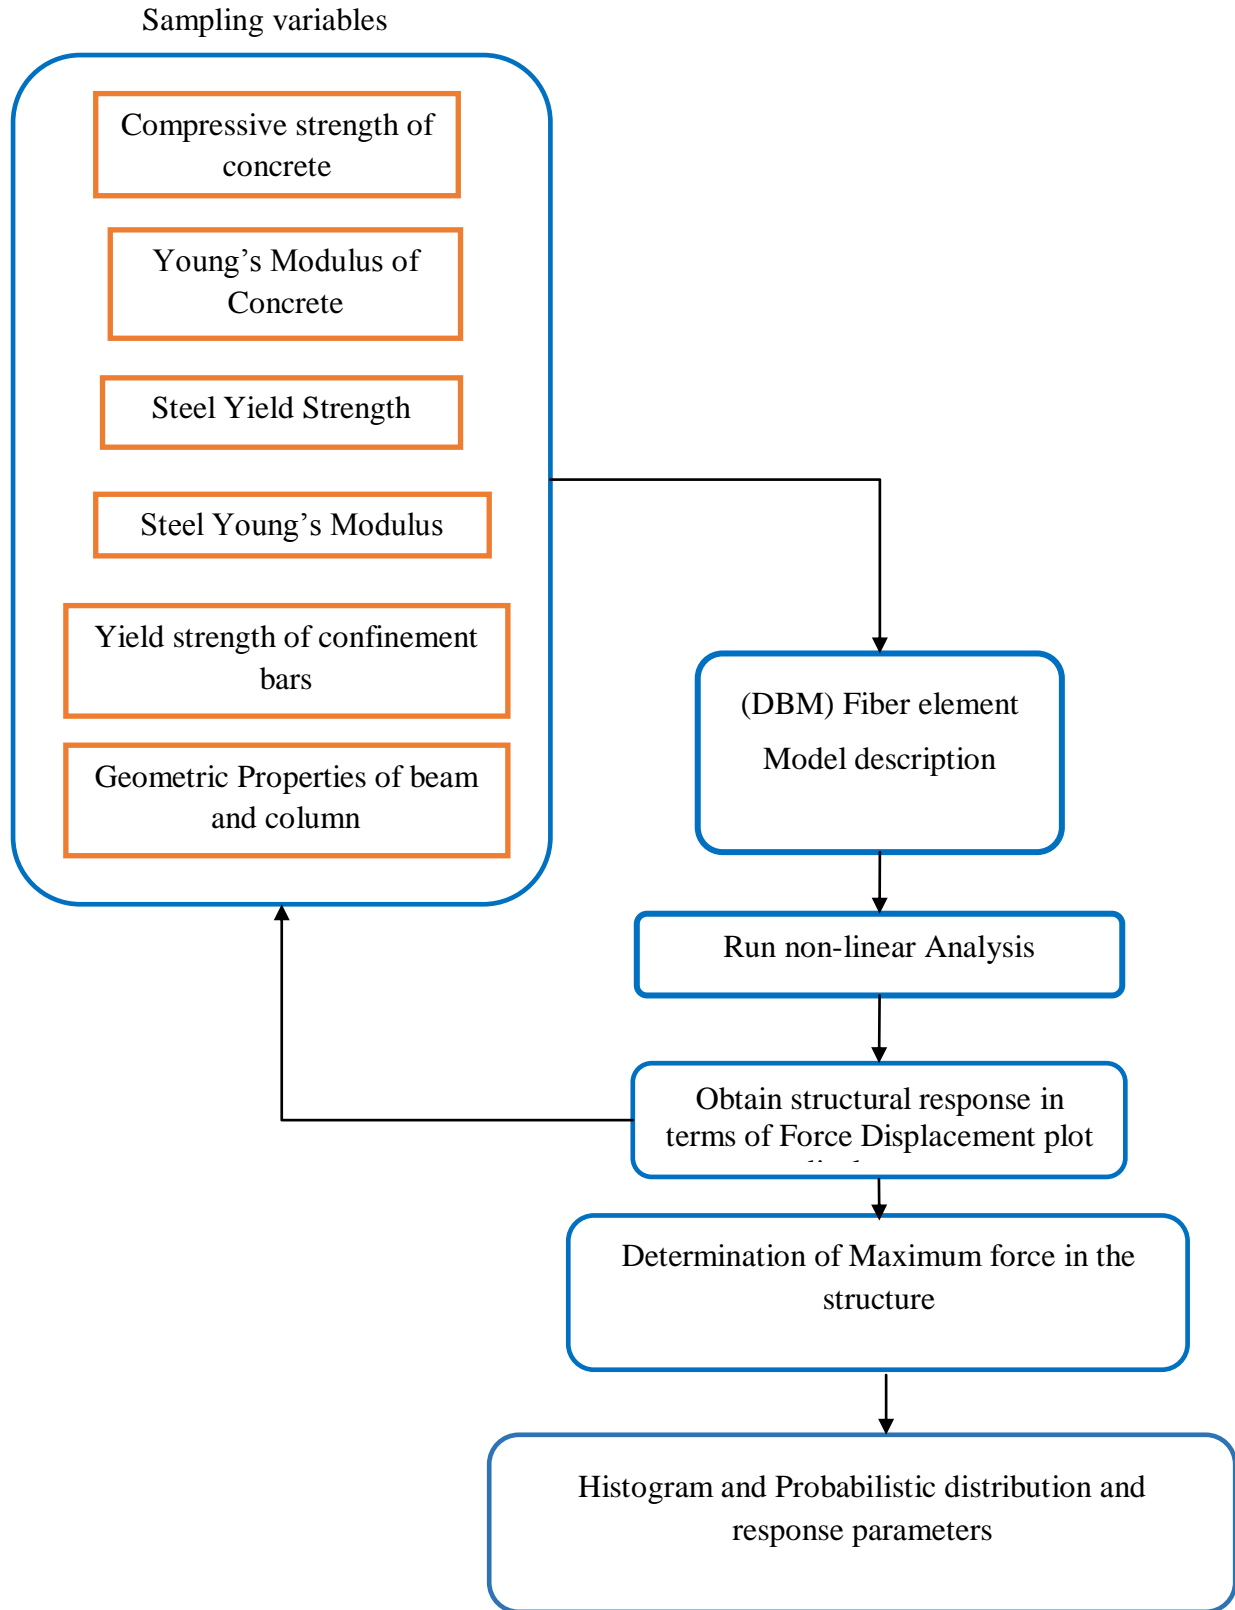 Sampling variables
Compressive strength of
concrete
Young’s Modulus of
Concrete
Steel Yield Strength
Steel Young’s Modulus
Yield strength of confinement
bars
Geometric Properties of beam
and column
(DBM) Fiber element
Model description
Run non-linear Analysis
Obtain structural response in
terms of Force Displacement plot
Determination of Maximum force in the
structure
Histogram and Probabilistic distribution and
response parameters